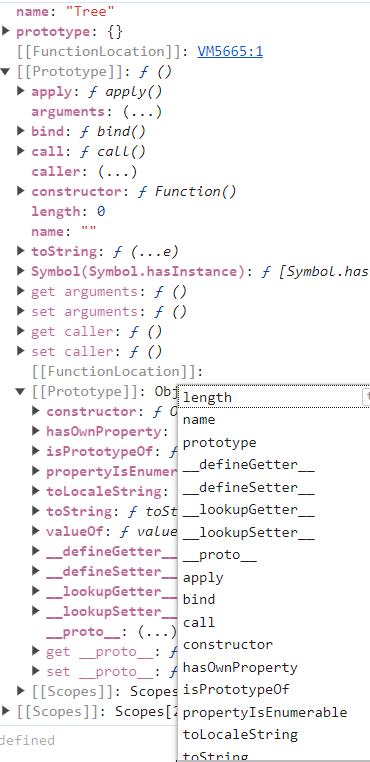 name: "Tree"
prototype: {}
[[FunctionLocation]]: VM5665:1
[[Prototype]]: ƒ ()
apply: ƒ apply()
arguments: (...)
bind: ƒ bind()
call: ƒ call()
caller: (...)
constructor: ƒ Function()
length: 0
name: ""
toString: ƒ (...e)
Symbol(Symbol.hasInstance): ƒ [Symbol.has
get arguments: ƒ ()
set arguments: ƒ ()
get caller: ƒ ()
set caller: ƒ ()
[[FunctionLocation]]:
[[Prototype]]: Obj
constructor: ƒ O
hasOwnProperty:
isPrototypeOf: ƒ
propertyIsEnumer
toLocaleString:
toString: ƒ toSt
valueOf: ƒ value
__defineGetter__
__defineSetter__
__lookupGetter__
__lookupSetter__
__proto__: (...)
get __proto__: ƒ
set __proto__: ƒ
[[Scopes]]: Scopes
[[Scopes]]: Scopes[2
defined
length
name
prototype
__defineGetter__
__defineSetter__
__lookupGetter__
__lookupSetter__
__proto__
apply
bind
call
constructor
hasOwnProperty
isPrototypeOf
propertyIsEnumerable
toLocaleString
toString